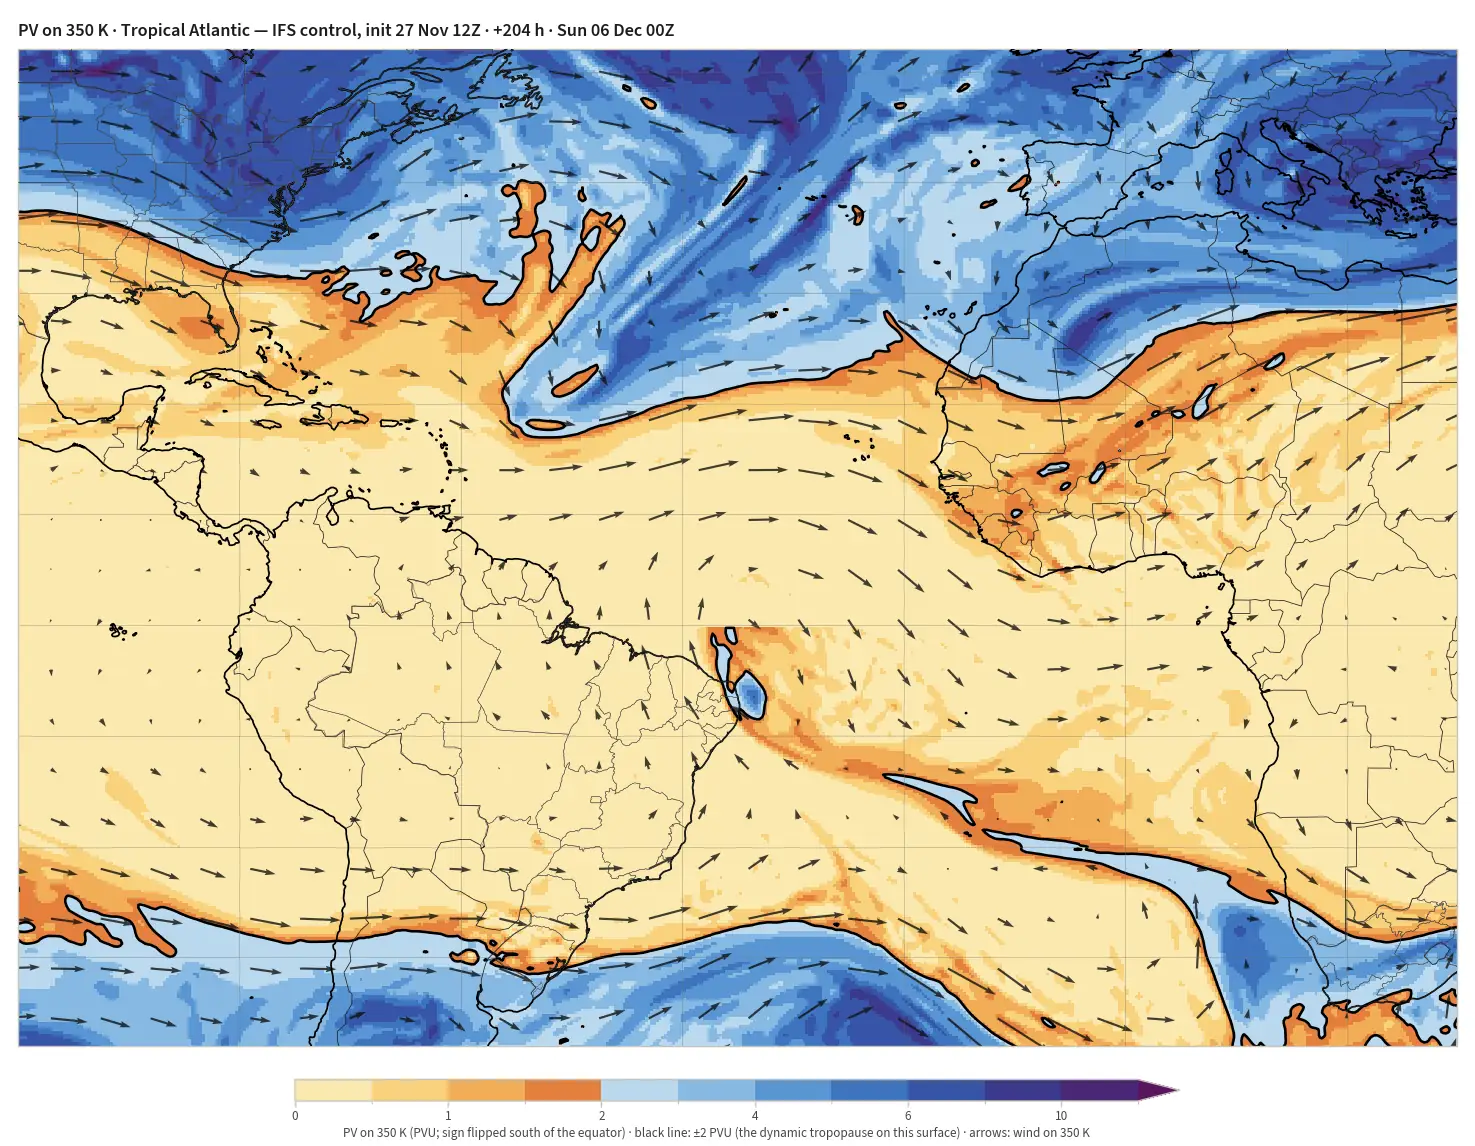 PV on 350 K · Tropical Atlantic — IFS control, init 27 Nov 12Z · +204 h · Sun 06 Dec 00Z
0 1 2 4 6 10
PV on 350 K (PVU; sign flipped south of the equator) · black line: ±2 PVU (the dynamic tropopause on this surface) · arrows: wind on 350 K